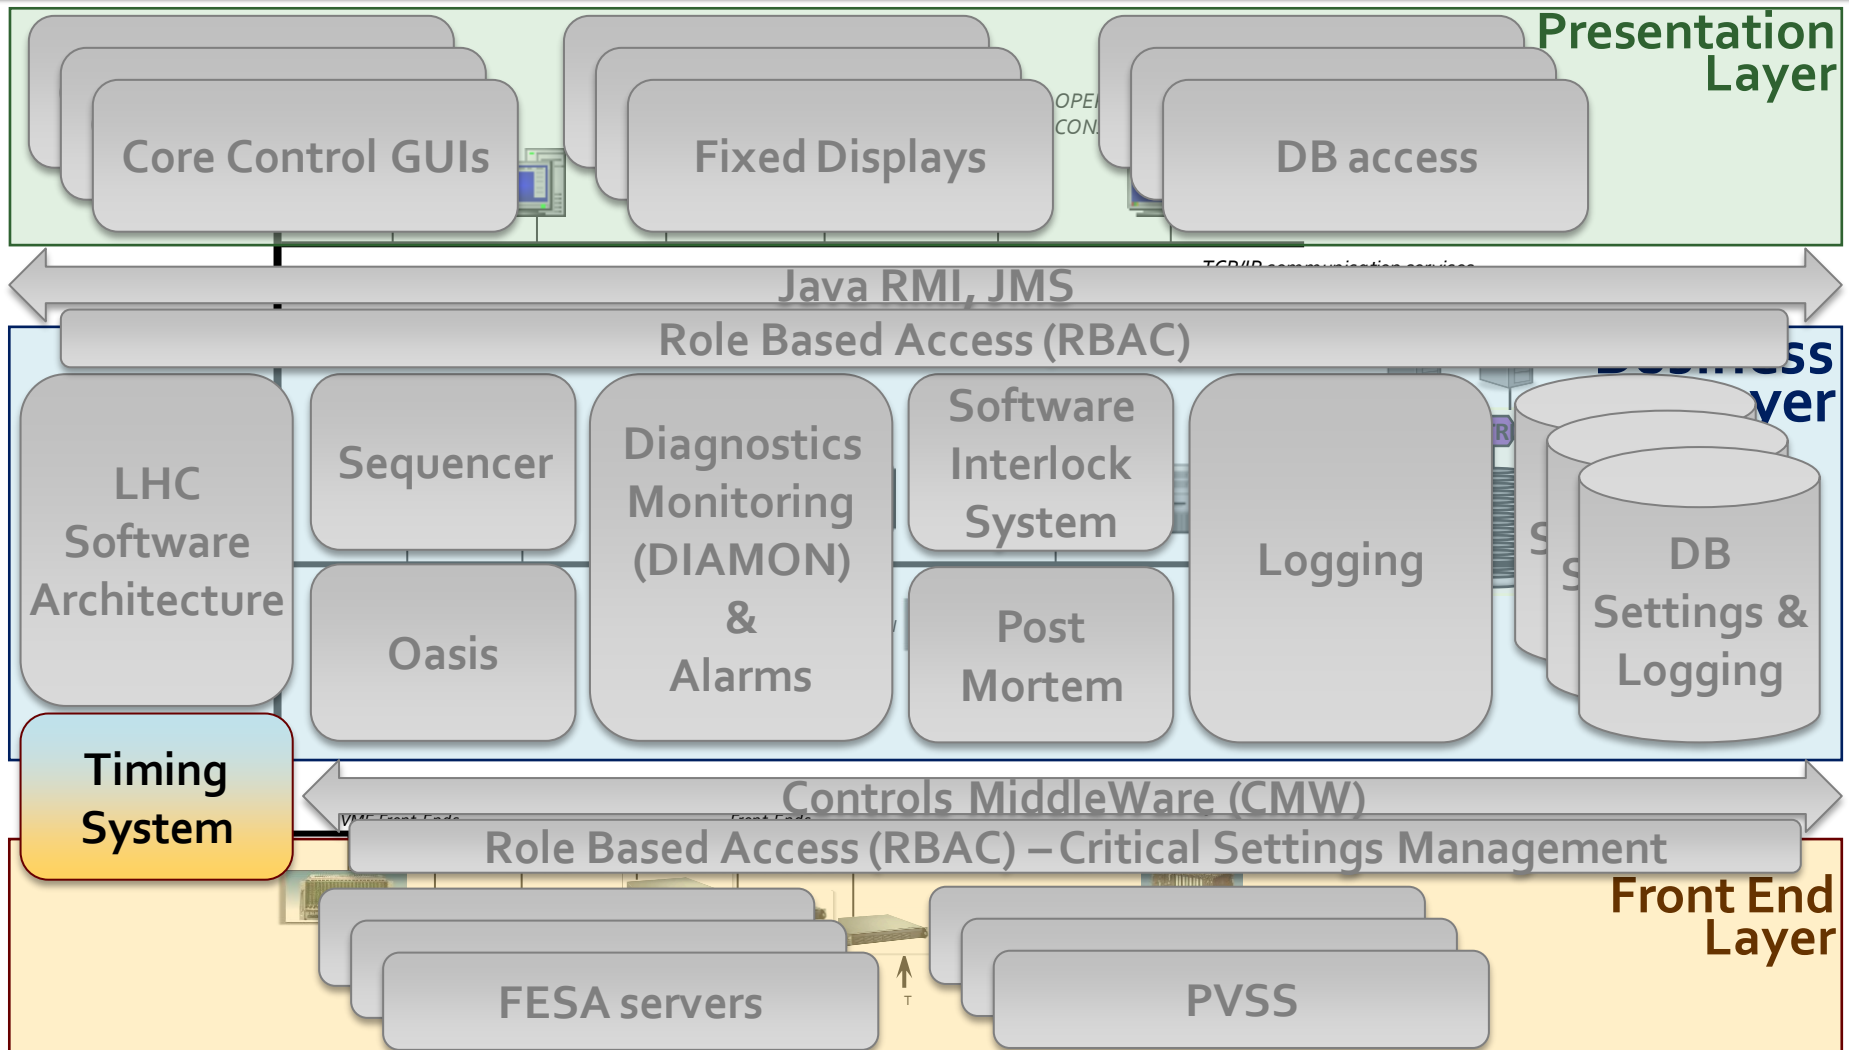 Presentation
Layer
Core Control GUIs
Fixed Displays
DB access
Java RMI, JMS
Role Based Access (RBAC)
LHC
Software
Architecture
Sequencer
Oasis
Diagnostics
Monitoring
(DIAMON)
&
Alarms
Software
Interlock
System
Post
Mortem
Logging
DB
Settings &
Logging
Timing
System
Controls MiddleWare (CMW)
Role Based Access (RBAC) – Critical Settings Management
Front End
Layer
FESA servers
T
PVSS